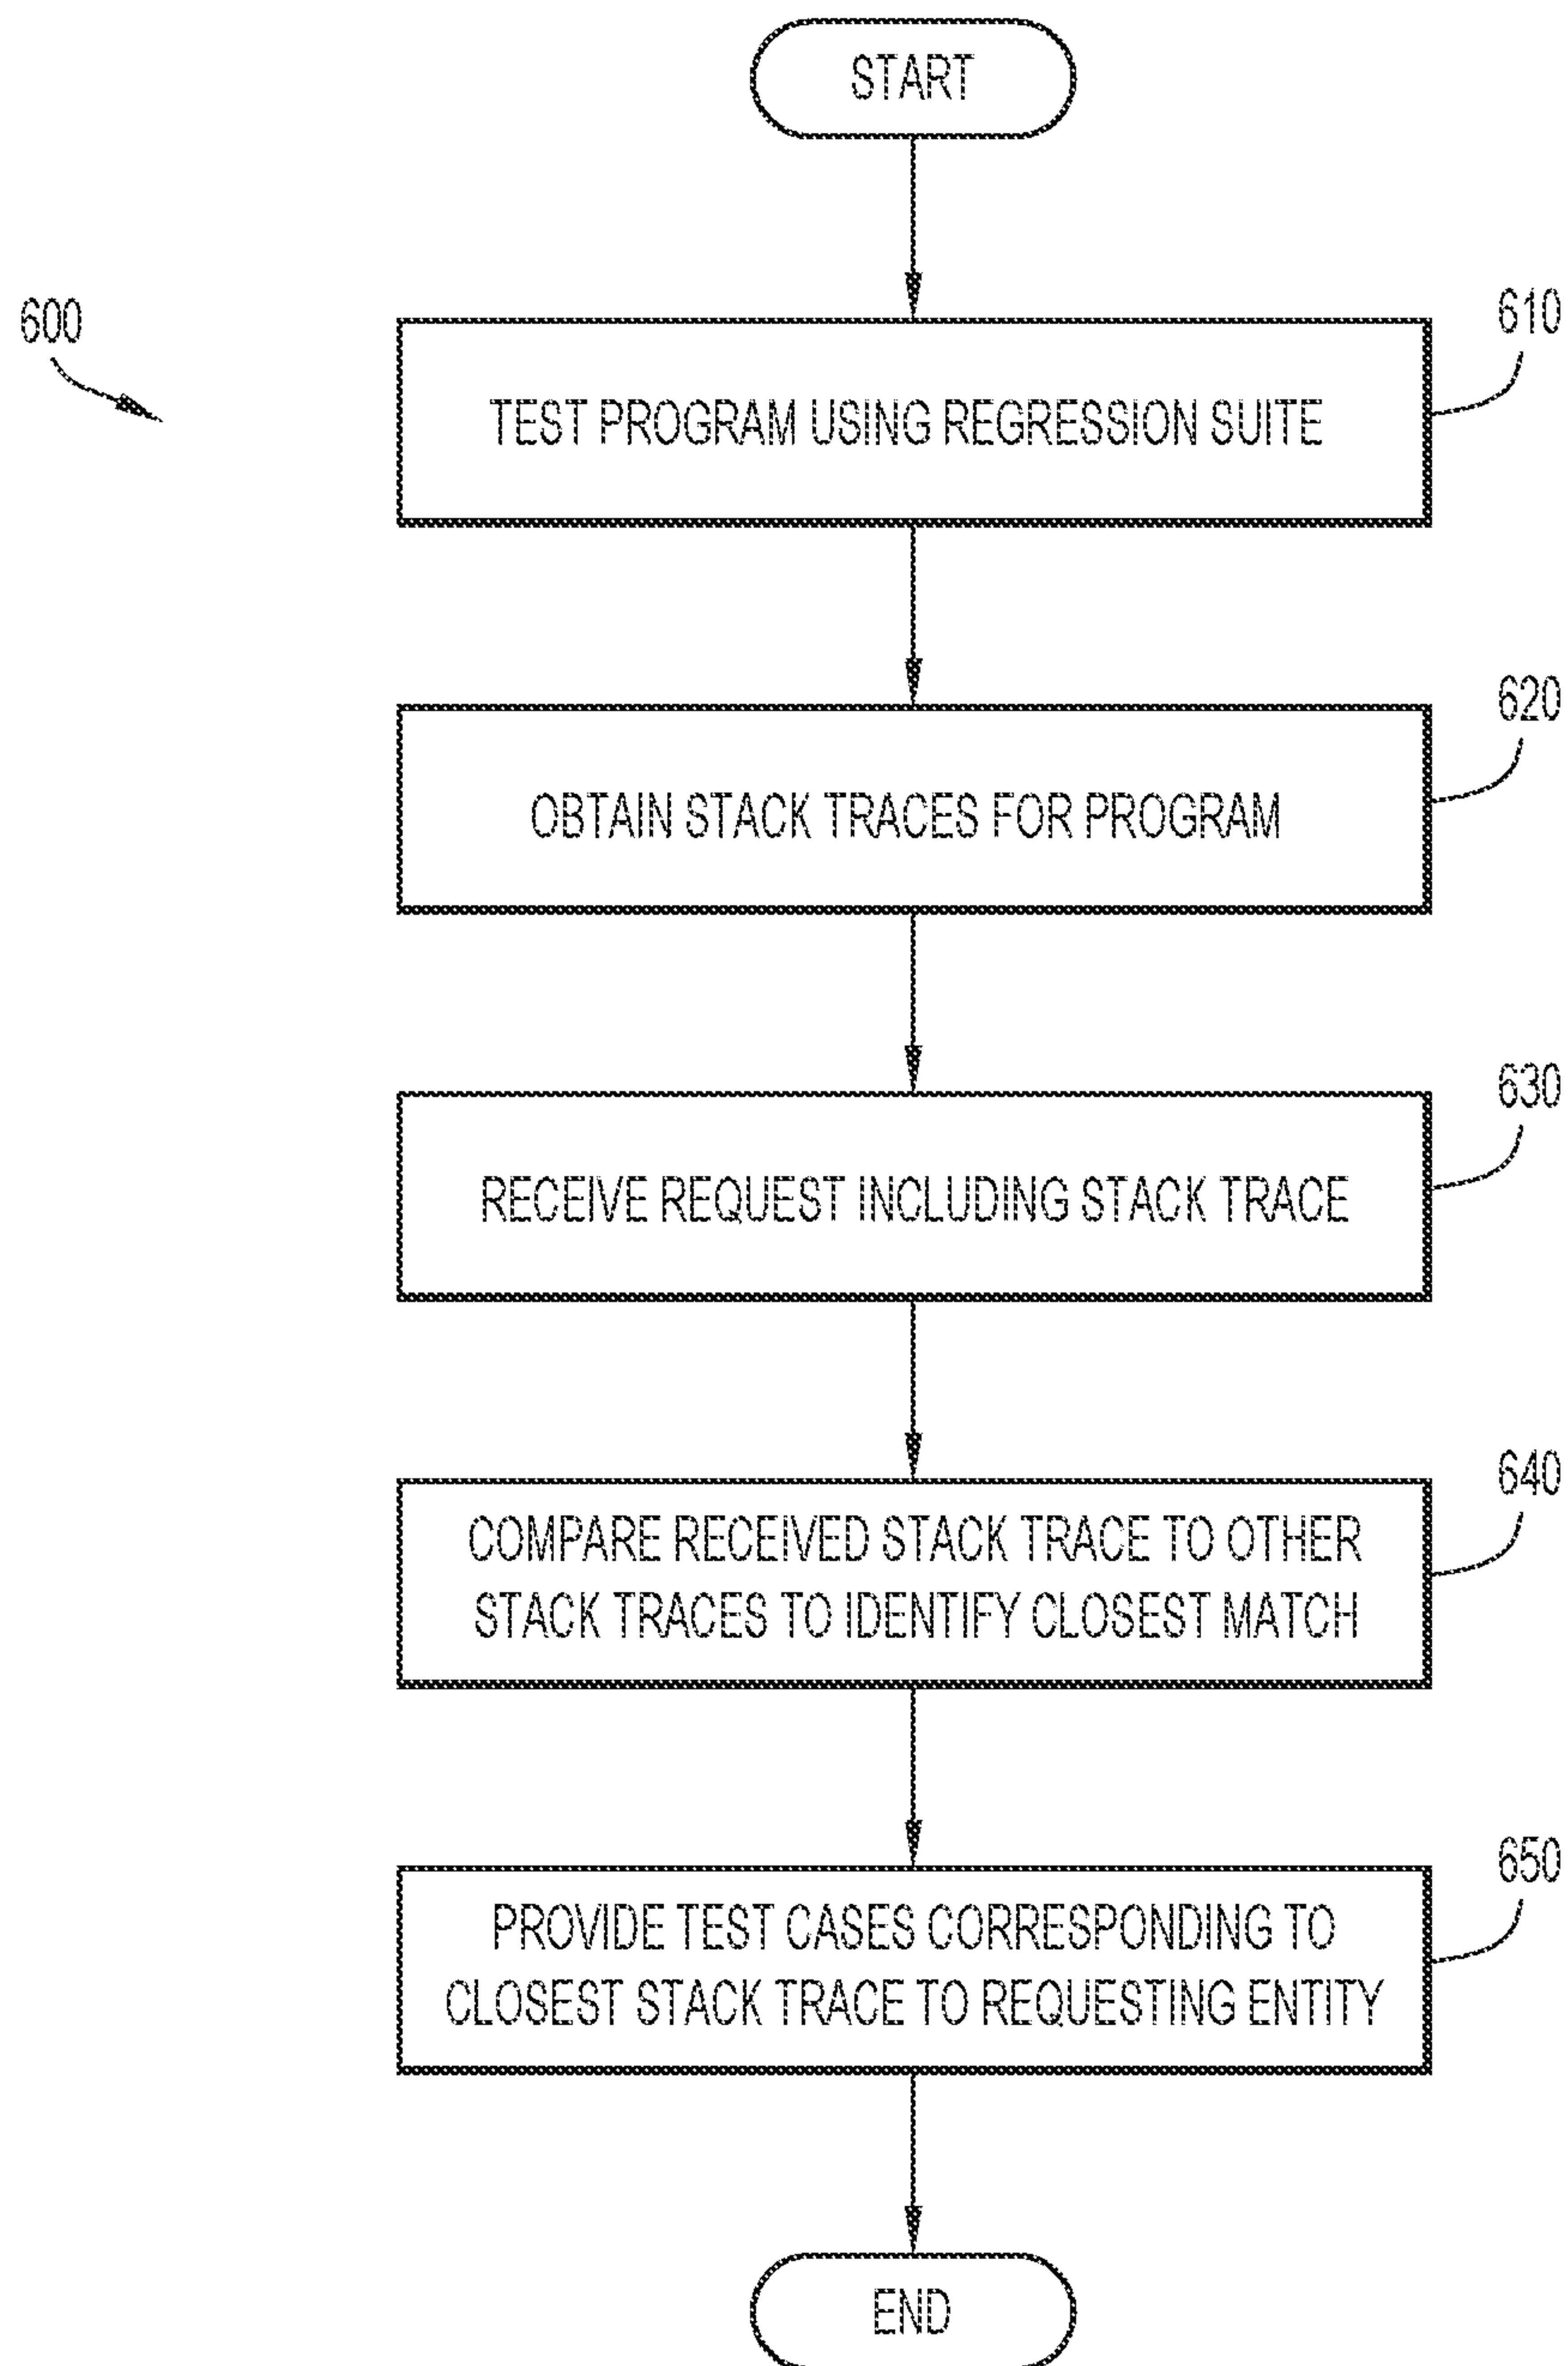 START
600
610
TEST PROGRAM USING REGRESSION SUITE
620
OBTAIN STACK TRACES FOR PROGRAM
630
RECEIVE REQUEST INCLUDING STACK TRACE
640
COMPARE RECEIVED STACK TRACE TO OTHER
STACK TRACES TO IDENTIFY CLOSEST MATCH
650
PROVIDE TEST CASES CORRESPONDING TO
CLOSEST STACK TRACE TO REQUESTING ENTITY
END